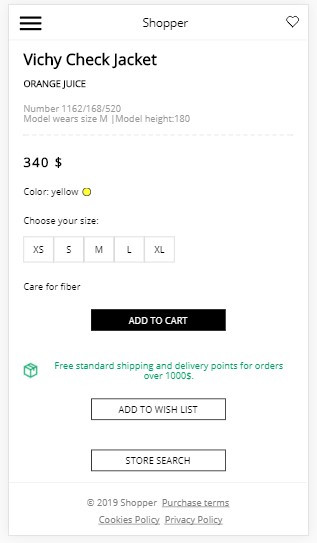 Shopper
Vichy Check Jacket
ORANGE JUICE
Number 1162/168/520
Model wears size M |Model height:180
340 $
Color: yellow
Choose your size:
XS S M L XL
Care for fiber
ADD TO CART
Free standard shipping and delivery points for orders
over 1000$.
ADD TO WISH LIST
STORE SEARCH
© 2019 Shopper Purchase terms
Cookies Policy Privacy Policy